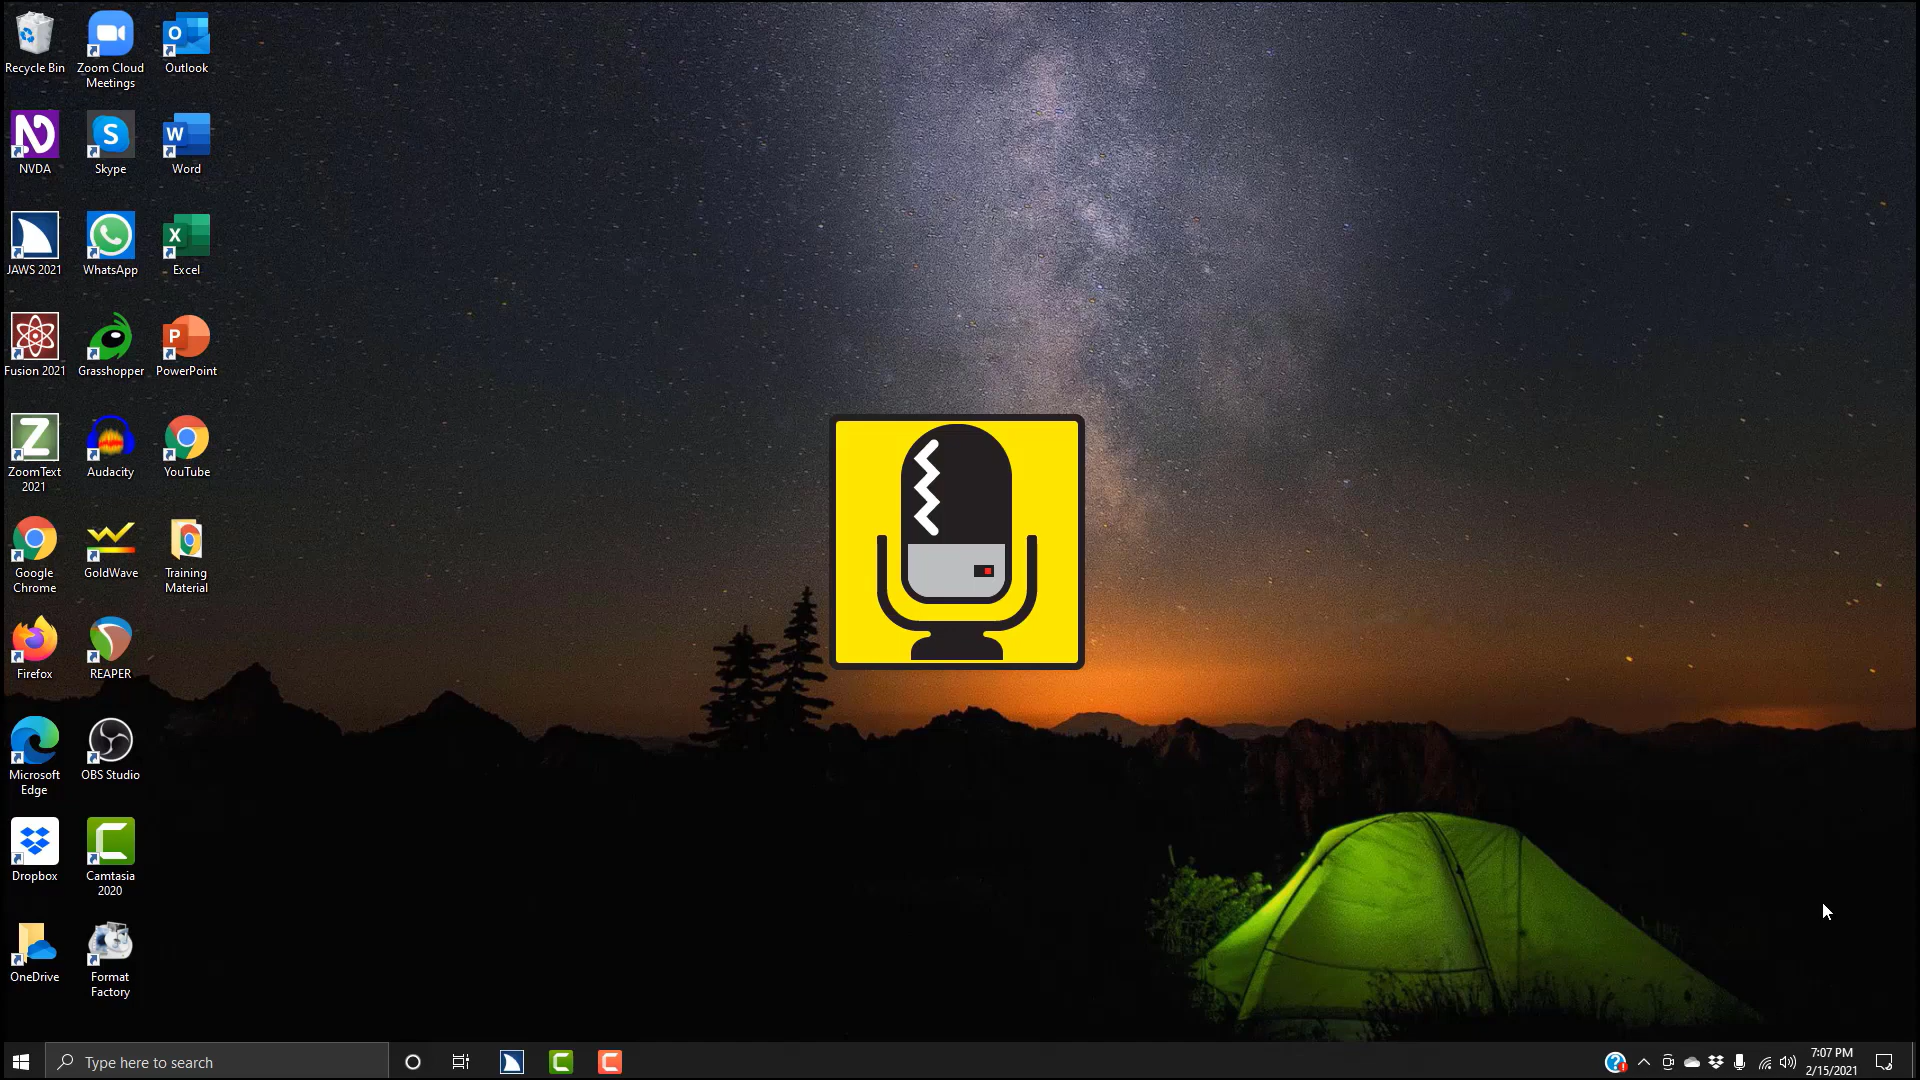 Recycle Bin
Zoom Cloud
Meetings
Outlook
NVDA
Skype
Word
JAWS 2021
WhatsApp
Excel
Fusion 2021
Grasshopper
PowerPoint
ZoomText
2021
Audacity
YouTube
Google
Chrome
GoldWave
Training
Material
Firefox
REAPER
Microsoft
Edge
OBS Studio
Dropbox
Camtasia
2020
OneDrive
Format
Factory
Type here to search
7:07 PM
2/15/2021